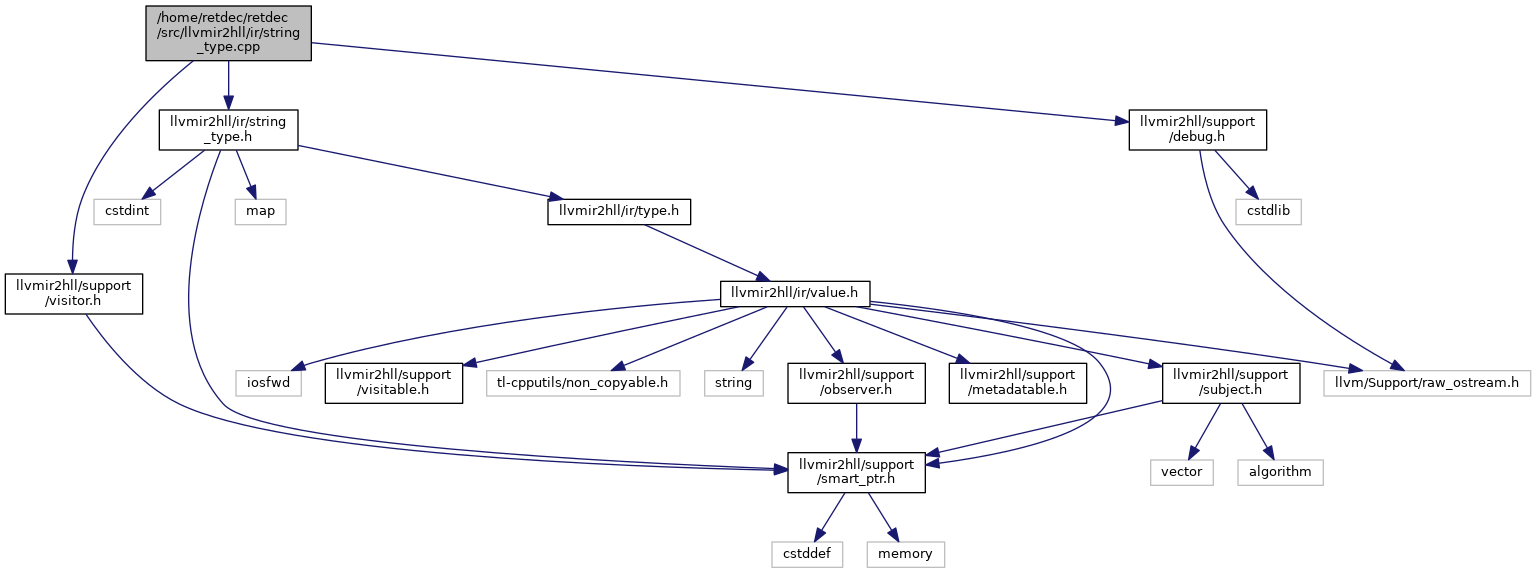 /home/retdec/retdec
/src/llvmir2hll/ir/string
_type.cpp
llvmir2hll/ir/string
_type.h
llvmir2hll/support
/debug.h
cstdint
map
llvmir2hll/ir/type.h
cstdlib
llvmir2hll/support
/visitor.h
llvmir2hll/ir/value.h
iosfwd
llvmir2hll/support
/visitable.h
tl-cpputils/non_copyable.h
string
llvmir2hll/support
/observer.h
llvmir2hll/support
/metadatable.h
llvmir2hll/support
/subject.h
llvm/Support/raw_ostream.h
llvmir2hll/support
/smart_ptr.h
vector
algorithm
cstddef
memory